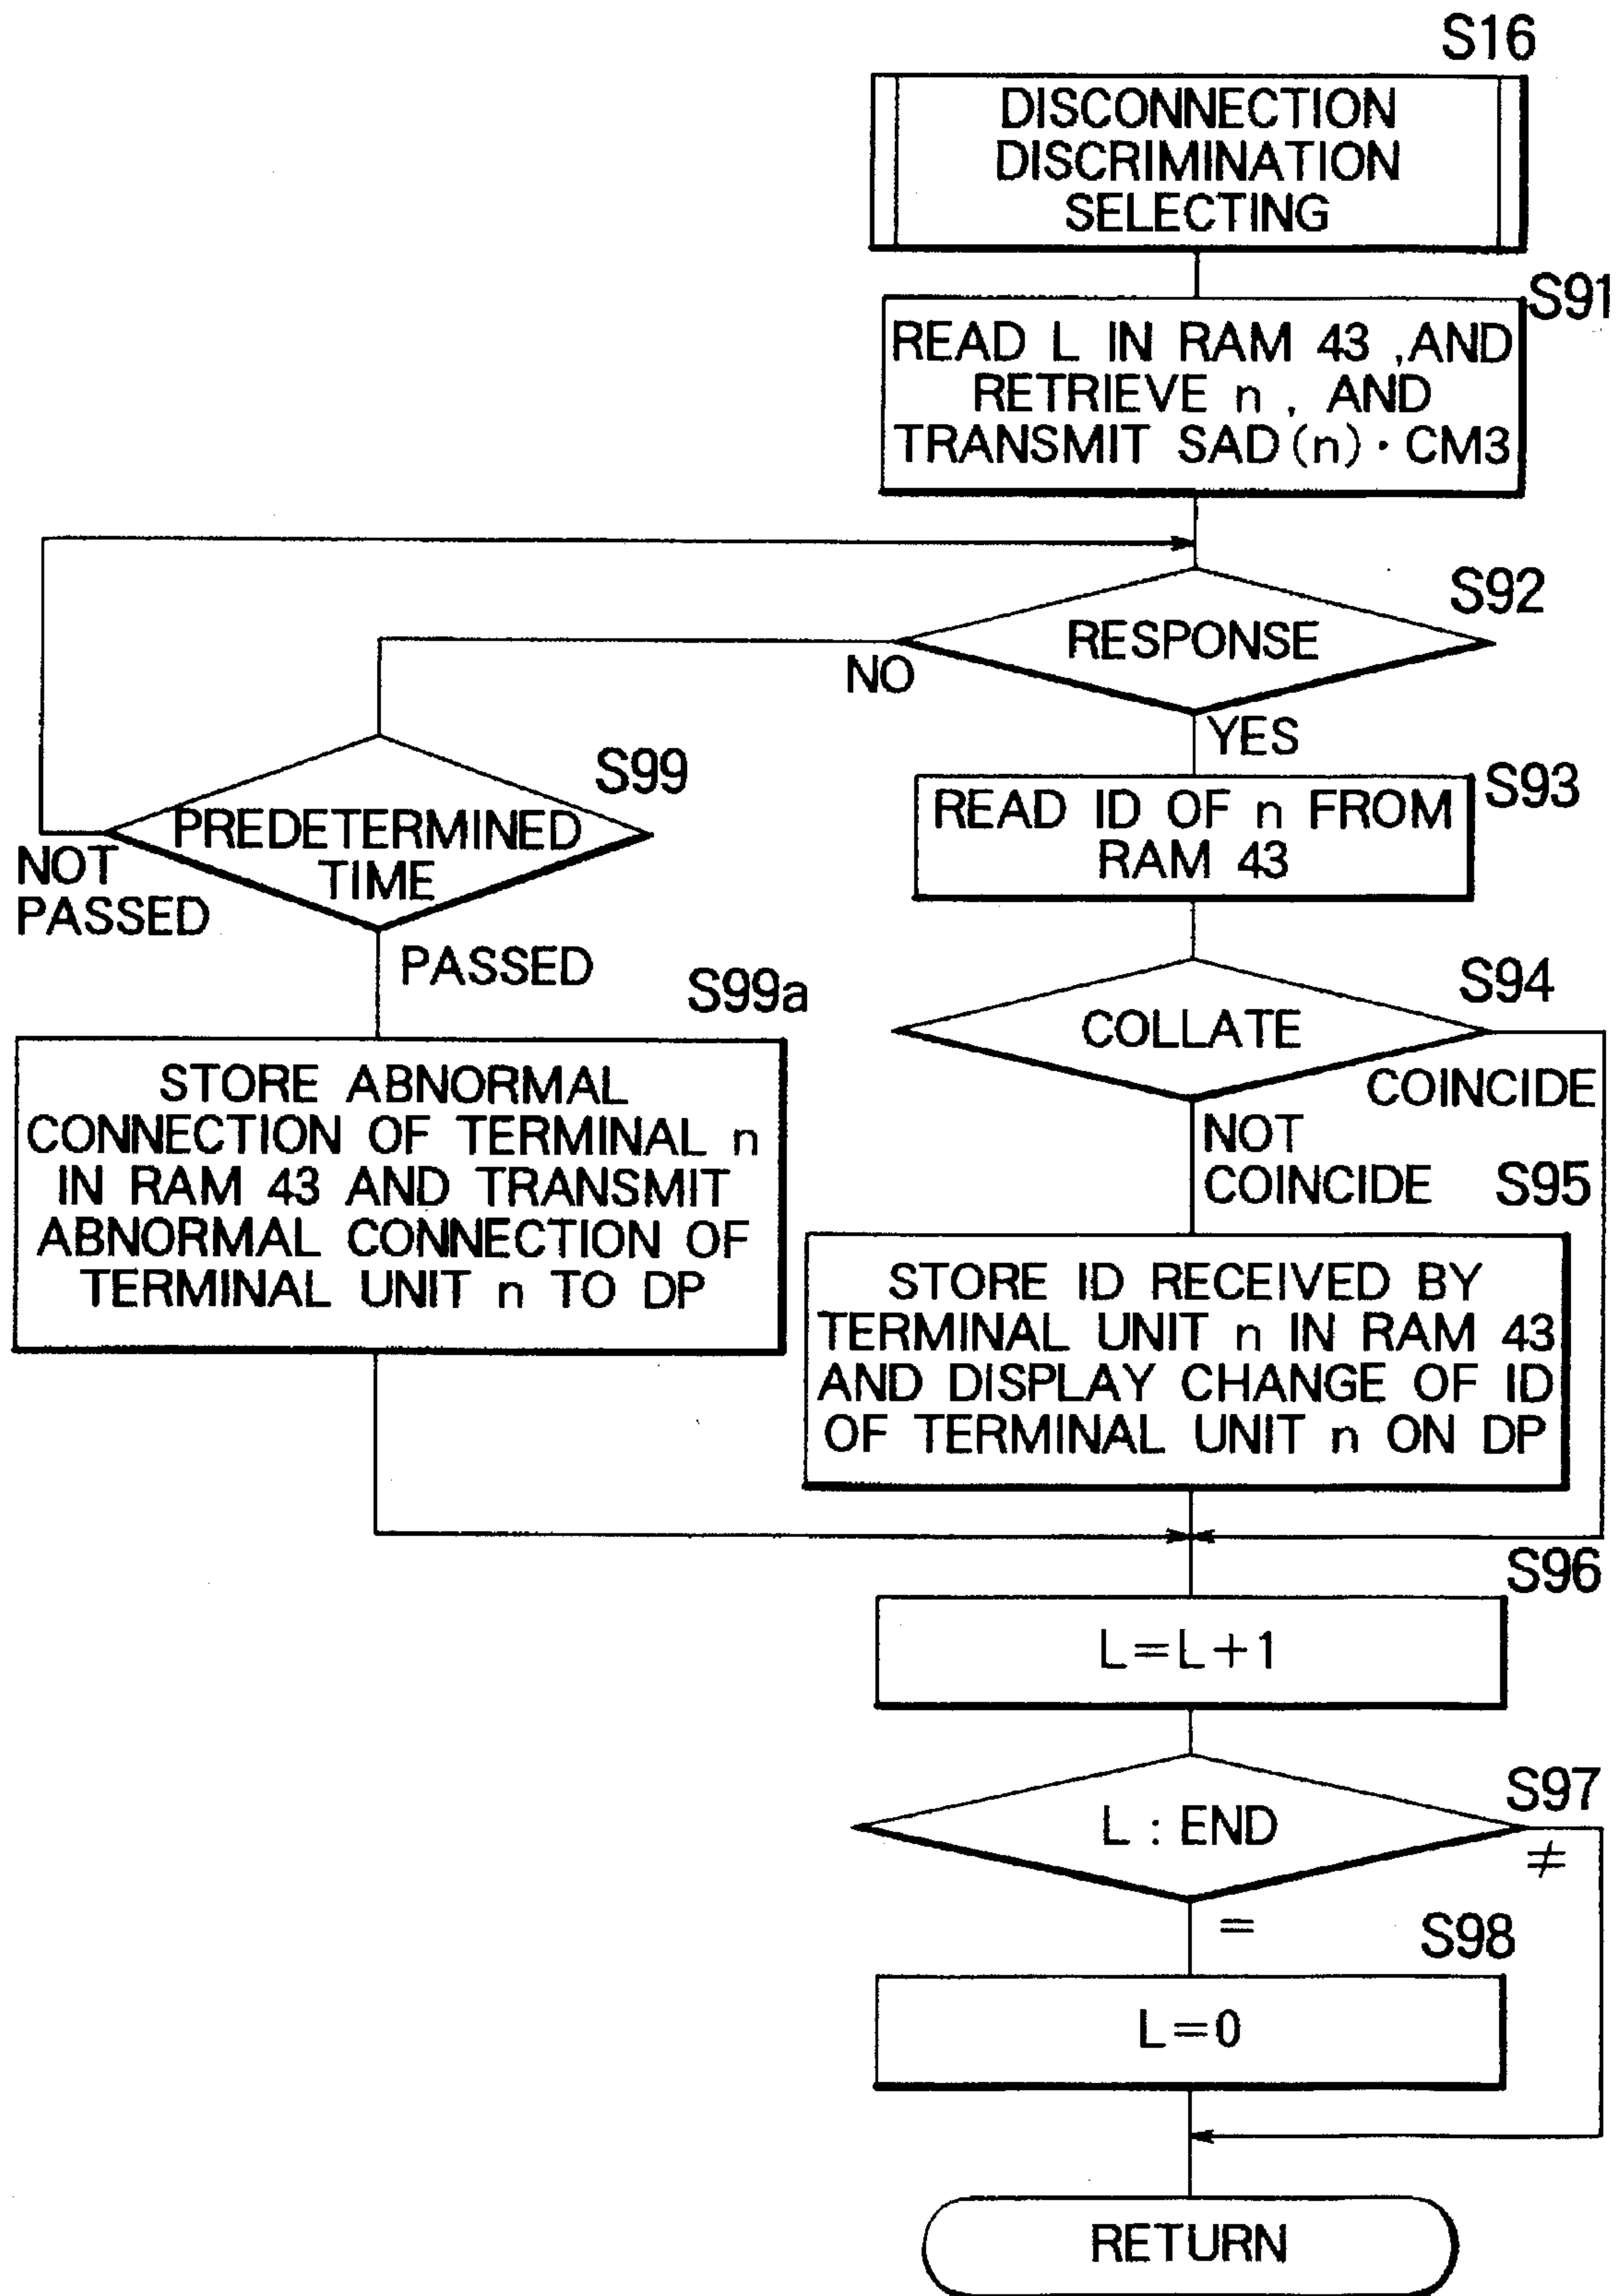 S16
DISCONNECTION
DISCRIMINATION
SELECTING
S91
READ L IN RAM 43 ,AND
RETRIEVE n , AND
TRANSMIT SAD(n)·CM3
S92
RESPONSE
NO
YES
S99
PREDETERMINED
TIME
NOT
PASSED
PASSED
S93
READ ID OF n FROM
RAM 43
S94
COLLATE
COINCIDE
NOT
COINCIDE
S99a
STORE ABNORMAL
CONNECTION OF TERMINAL n
IN RAM 43 AND TRANSMIT
ABNORMAL CONNECTION OF
TERMINAL UNIT n TO DP
S95
STORE ID RECEIVED BY
TERMINAL UNIT n IN RAM 43
AND DISPLAY CHANGE OF ID
OF TERMINAL UNIT n ON DP
S96
L=L+1
S97
L : END
≠
=
S98
L=0
RETURN